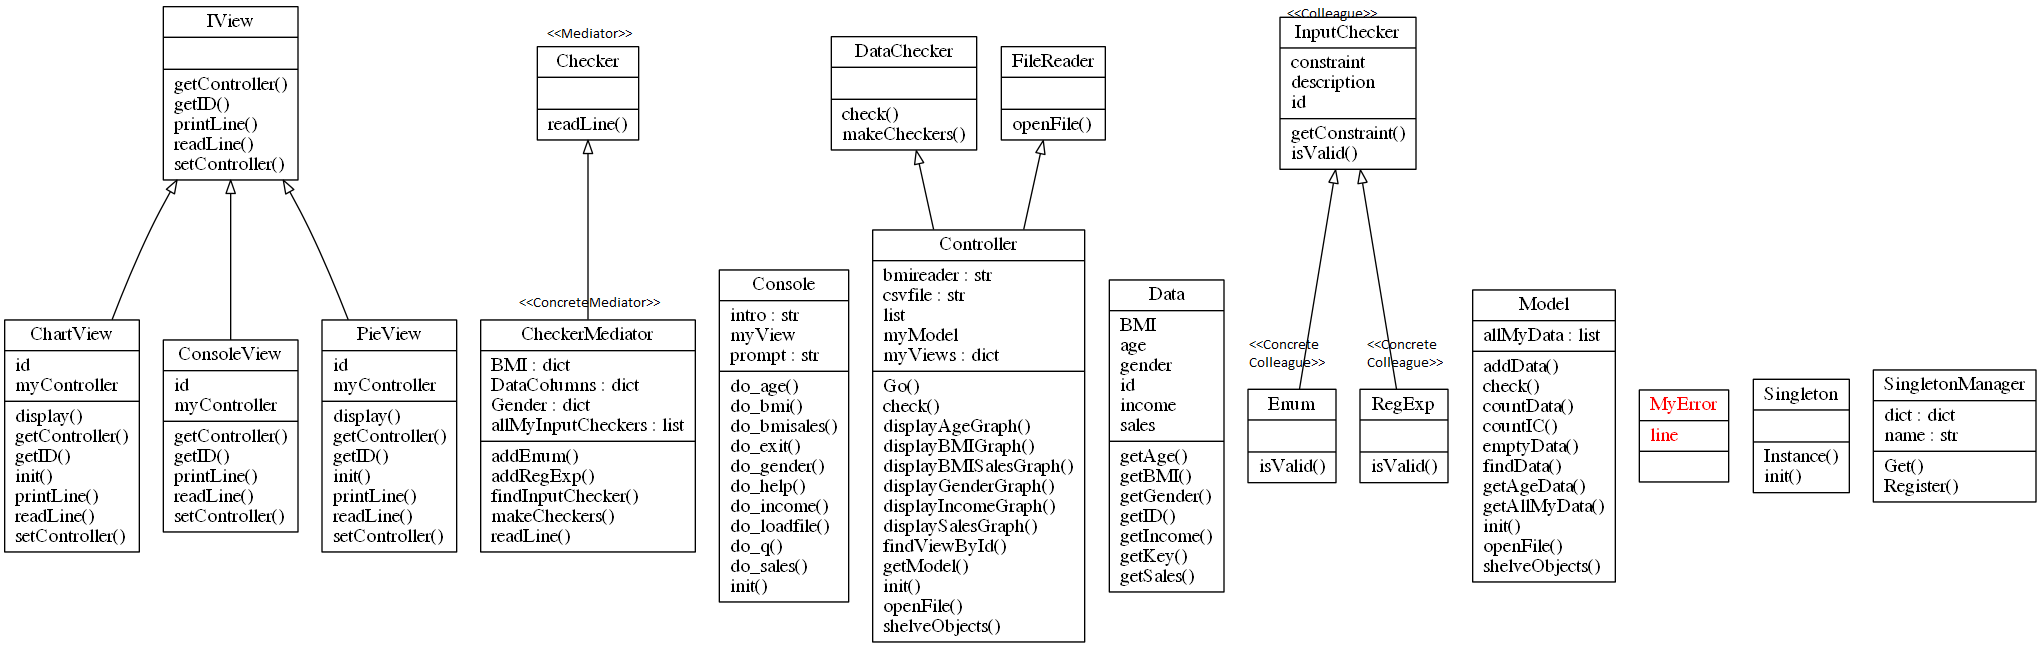 IView
getController()
getID()
printLine()
readLine()
setController()
<<Mediator>>
Checker
readLine()
DataChecker
check()
makeCheckers()
FileReader
openFile()
<<Colleague>>
InputChecker
constraint
description
id
getConstraint()
isValid()
ChartView
id
myController
display()
getController()
getID()
init()
printLine()
readLine()
setController()
ConsoleView
id
myController
getController()
getID()
printLine()
readLine()
setController()
PieView
id
myController
display()
getController()
getID()
init()
printLine()
readLine()
setController()
<<ConcreteMediator>>
CheckerMediator
BMI : dict
DataColumns : dict
Gender : dict
allMyInputCheckers : list
addEnum()
addRegExp()
findInputChecker()
makeCheckers()
readLine()
Console
intro : str
myView
prompt : str
do_age()
do_bmi()
do_bmisales()
do_exit()
do_gender()
do_help()
do_income()
do_loadfile()
do_q()
do_sales()
init()
Controller
bmireader : str
csvfile : str
list
myModel
myViews : dict
Go()
check()
displayAgeGraph()
displayBMIGraph()
displayBMISalesGraph()
displayGenderGraph()
displayIncomeGraph()
displaySalesGraph()
findViewById()
getModel()
init()
openFile()
shelveObjects()
Data
BMI
age
gender
id
income
sales
getAge()
getBMI()
getGender()
getID()
getIncome()
getKey()
getSales()
<<Concrete
Colleague>>
Enum
isValid()
<<Concrete
Colleague>>
RegExp
isValid()
Model
allMyData : list
addData()
check()
countData()
countIC()
emptyData()
findData()
getAgeData()
getAllMyData()
init()
openFile()
shelveObjects()
MyError
line
Singleton
Instance()
init()
SingletonManager
dict : dict
name : str
Get()
Register()